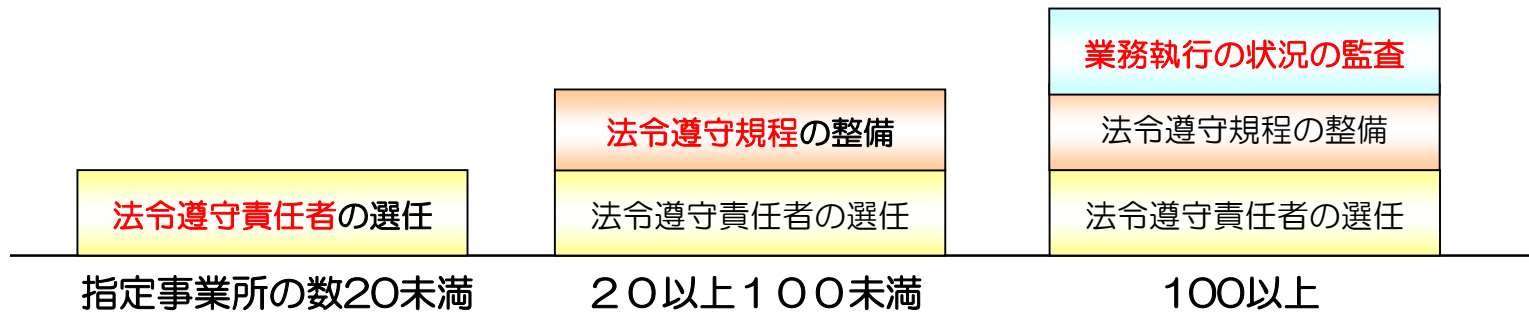 業務執行の状況の監査
法令遵守規程の整備
法令遵守規程の整備
法令遵守責任者の選任
法令遵守責任者の選任
法令遵守責任者の選任
指定事業所の数20未満
２０以上１００未満
100以上